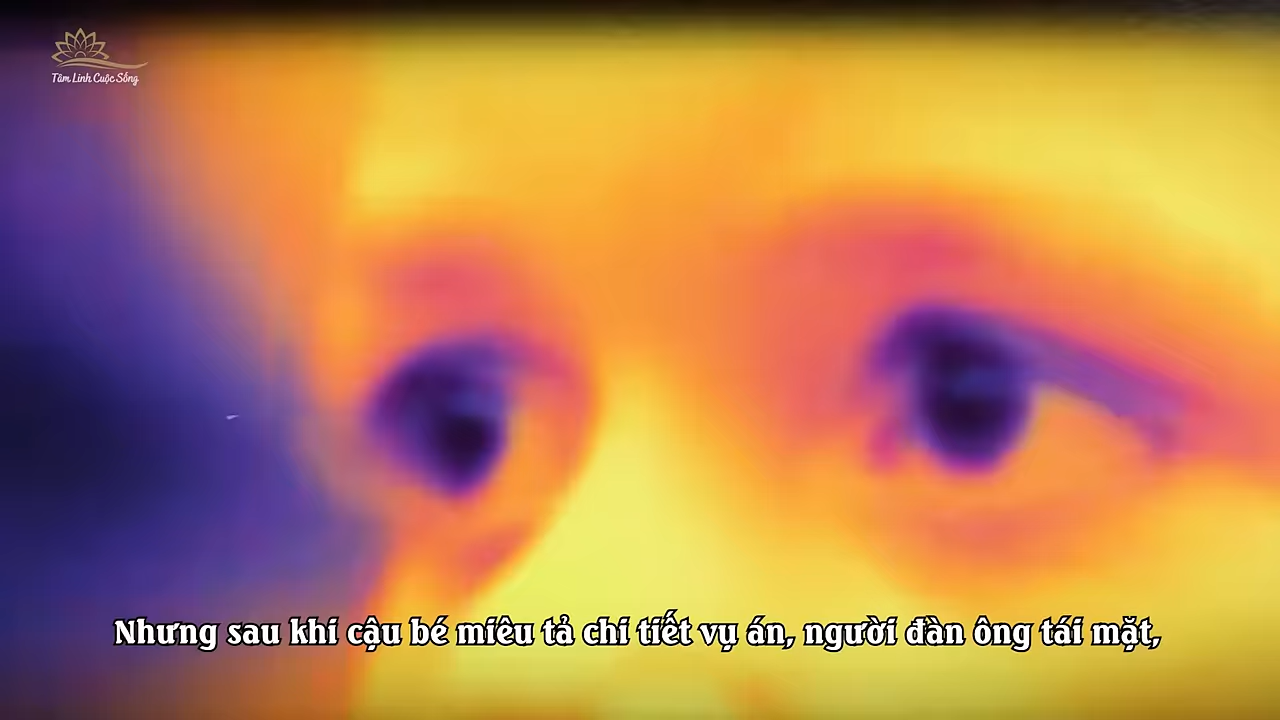 Tâm Linh Cuộc Sống
Nhưng sau khi cậu bé miêu tả chi tiết vụ án, người đàn ông tái mặt,